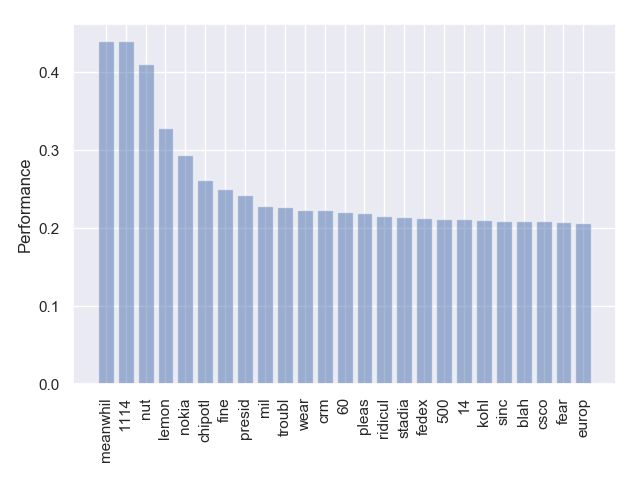 Performance
0.4
0.3
0.2
0.1
0.0
meanwhil
1114
nut
lemon
nokia
chipotl
fine
presid
mil
troubl
wear
crm
60
pleas
ridicul
stadia
fedex
500
14
kohl
sinc
blah
csco
fear
europ